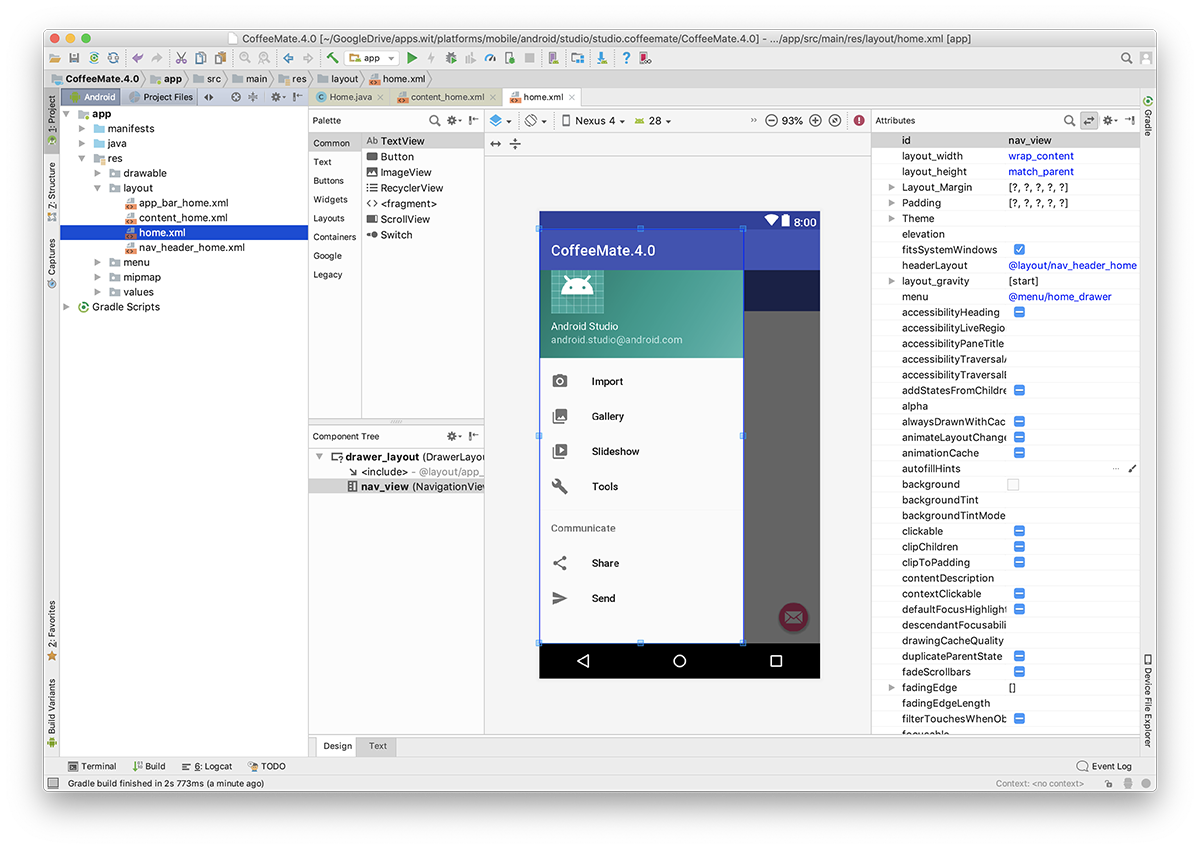 CoffeeMate.4.0 [~/GoogleDrive/apps.wit/platforms/mobile/android/studio/studio.coffeemate/CoffeeMate.4.0] - .../app/src/main/res/layout/home.xml [app]
app
CoffeeMate.4.0 app src main res layout home.xml
1: Project
Z: Structure
Captures
2: Favorites
Build Variants
Android Project Files
app
manifests
java
res
drawable
layout
app_bar_home.xml
content_home.xml
home.xml
nav_header_home.xml
menu
mipmap
values
Gradle Scripts
Home.java content_home.xml home.xml
Palette
Common
Text
Buttons
Widgets
Layouts
Containers
Google
Legacy
Ab TextView
Button
ImageView
RecyclerView
<fragment>
ScrollView
Switch
Component Tree
drawer_layout (DrawerLayou
<include> - @layout/app_
nav_view (NavigationView
Nexus 4 28 93%
8:00
CoffeeMate.4.0
Android Studio
android.studio@android.com
Import
Gallery
Slideshow
Tools
Communicate
Share
Send
Design Text
Attributes
id nav_view
layout_width wrap_content
layout_height match_parent
Layout_Margin [?, ?, ?, ?, ?]
Padding [?, ?, ?, ?, ?]
Theme
elevation
fitsSystemWindows
headerLayout @layout/nav_header_home
layout_gravity [start]
menu @menu/home_drawer
accessibilityHeading
accessibilityLiveRegio
accessibilityPaneTitle
accessibilityTraversalA
accessibilityTraversalB
addStatesFromChildre
alpha
alwaysDrawnWithCac
animateLayoutChange
animationCache
autofillHints ...
background
backgroundTint
backgroundTintMode
clickable
clipChildren
clipToPadding
contentDescription
contextClickable
defaultFocusHighlight
descendantFocusabili
drawingCacheQuality
duplicateParentState
fadeScrollbars
fadingEdge []
fadingEdgeLength
filterTouchesWhenOb
focusable
Gradle
Device File Explorer
Terminal Build 6: Logcat TODO Event Log
Gradle build finished in 2s 773ms (a minute ago) Context: <no context>